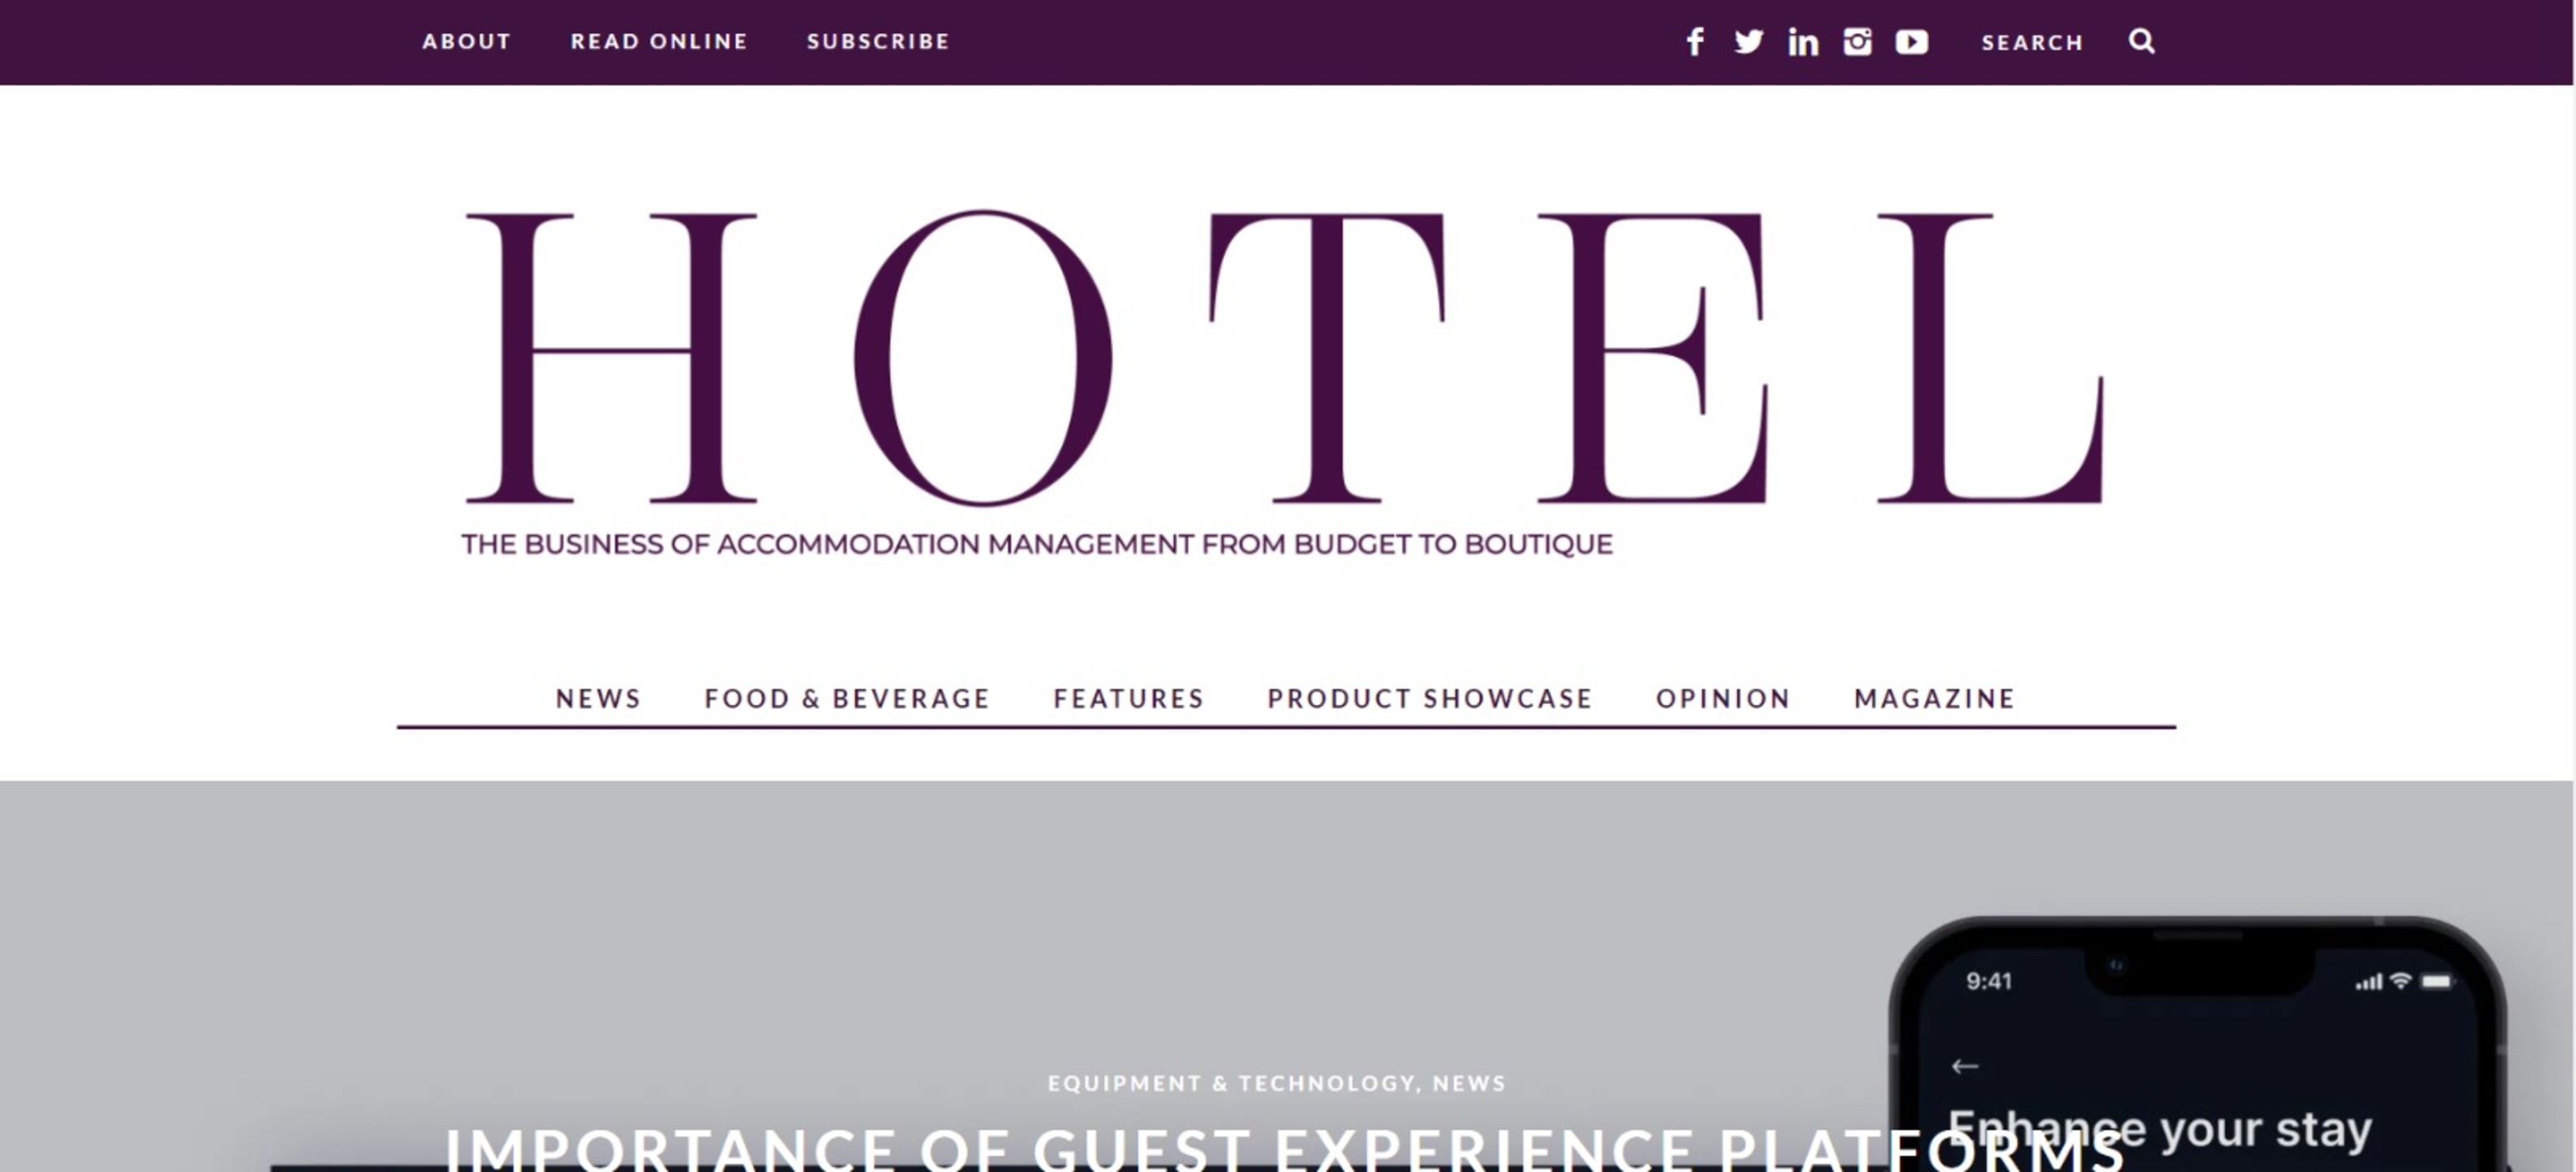 ABOUT READ ONLINE SUBSCRIBE SEARCH
HOTEL
THE BUSINESS OF ACCOMMODATION MANAGEMENT FROM BUDGET TO BOUTIQUE
NEWS FOOD & BEVERAGE FEATURES PRODUCT SHOWCASE OPINION MAGAZINE
9:41
EQUIPMENT & TECHNOLOGY, NEWS
Enhance your stay
IMPORTANCE OF GUEST EXPERIENCE PLATFORMS